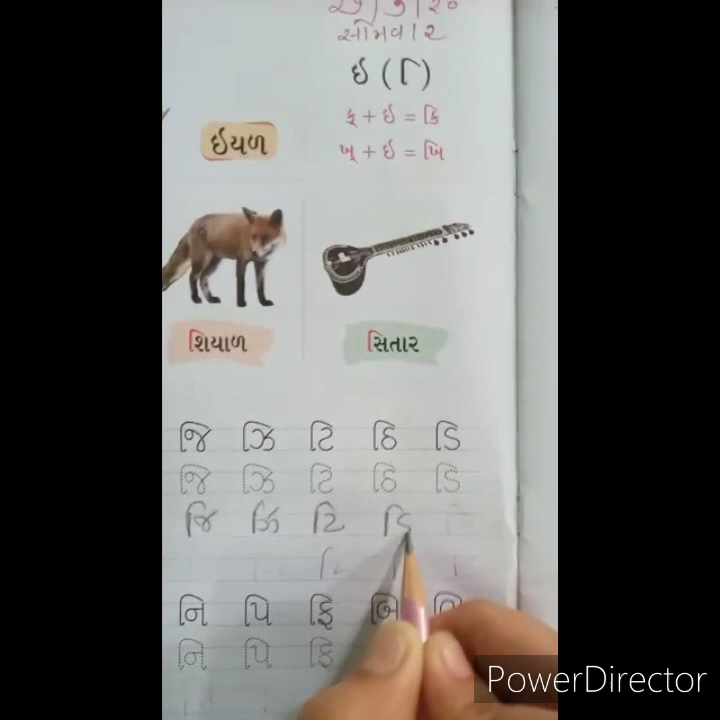 સોમવાર
ઇ ( િ )
ક્ + ઇ = કિ
ખ્ + ઇ = ખિ
ઇયળ
શિયાળ સિતાર
જિ ઝિ ટિ ઠિ ડિ
જિ ઝિ ટિ ઠિ ડિ
જિ ઝિ ટિ
નિ પિ ફિ બિ
નિ પિ ફિ
PowerDirector